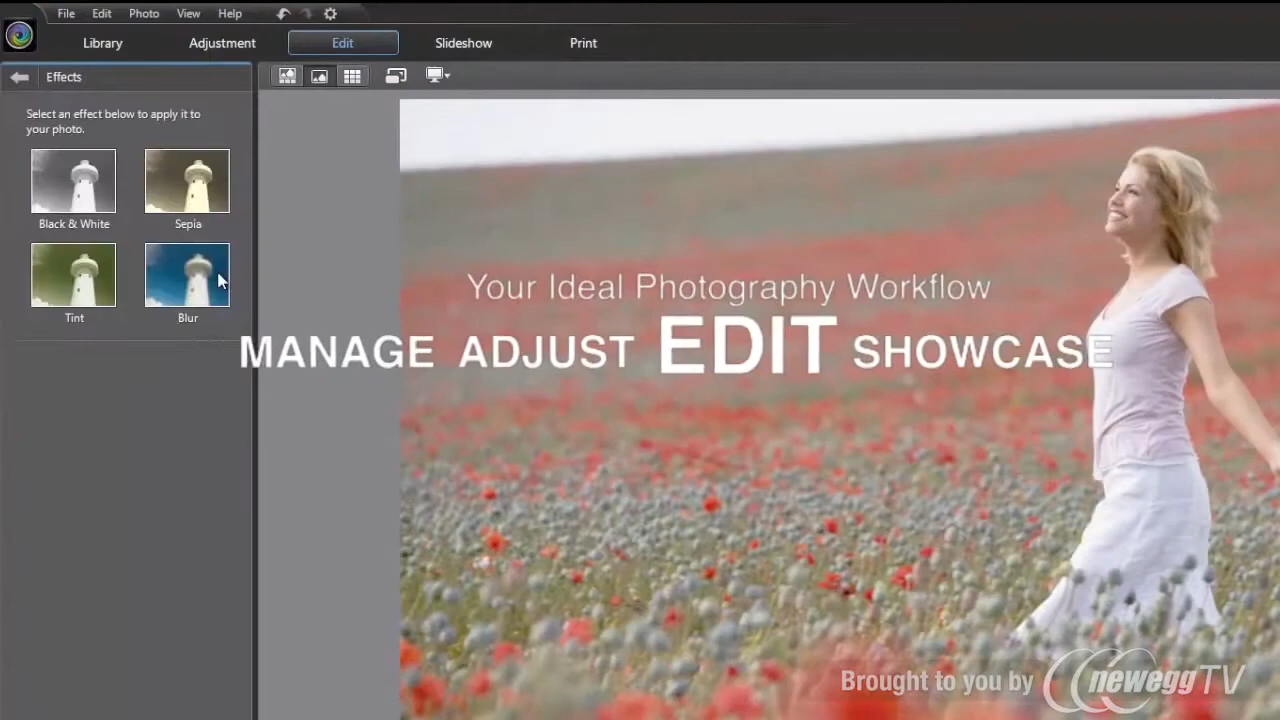 File Edit Photo View Help
Library Adjustment Edit Slideshow Print
Effects
Select an effect below to apply it to
your photo.
Black & White Sepia
Tint Blur
Your Ideal Photography Workflow
MANAGE ADJUST EDIT SHOWCASE
Brought to you by neweggTV